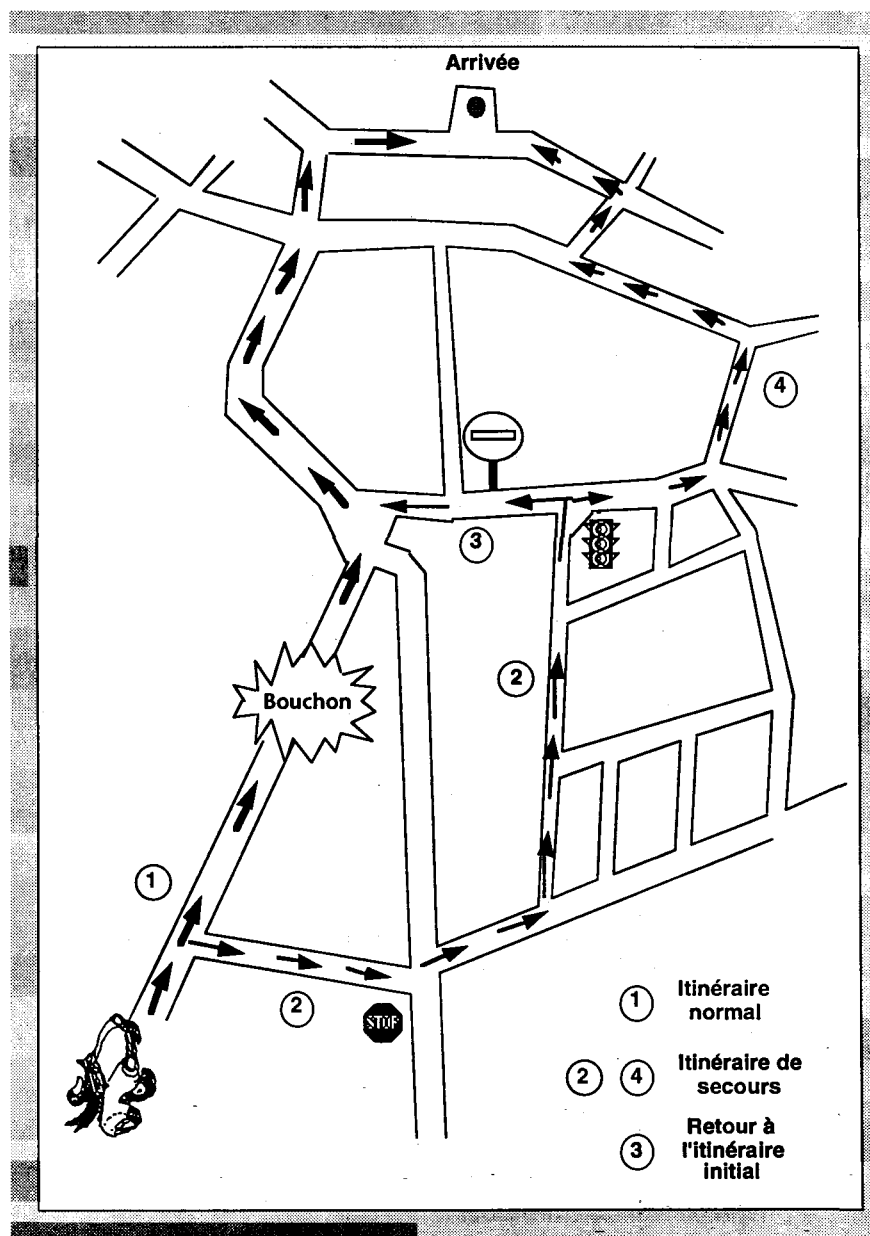 Arrivée
4
3
2
Bouchon
1
2
STOP
1 Itinéraire
normal
2 4 Itinéraire de
secours
3 Retour à
l'itinéraire
initial